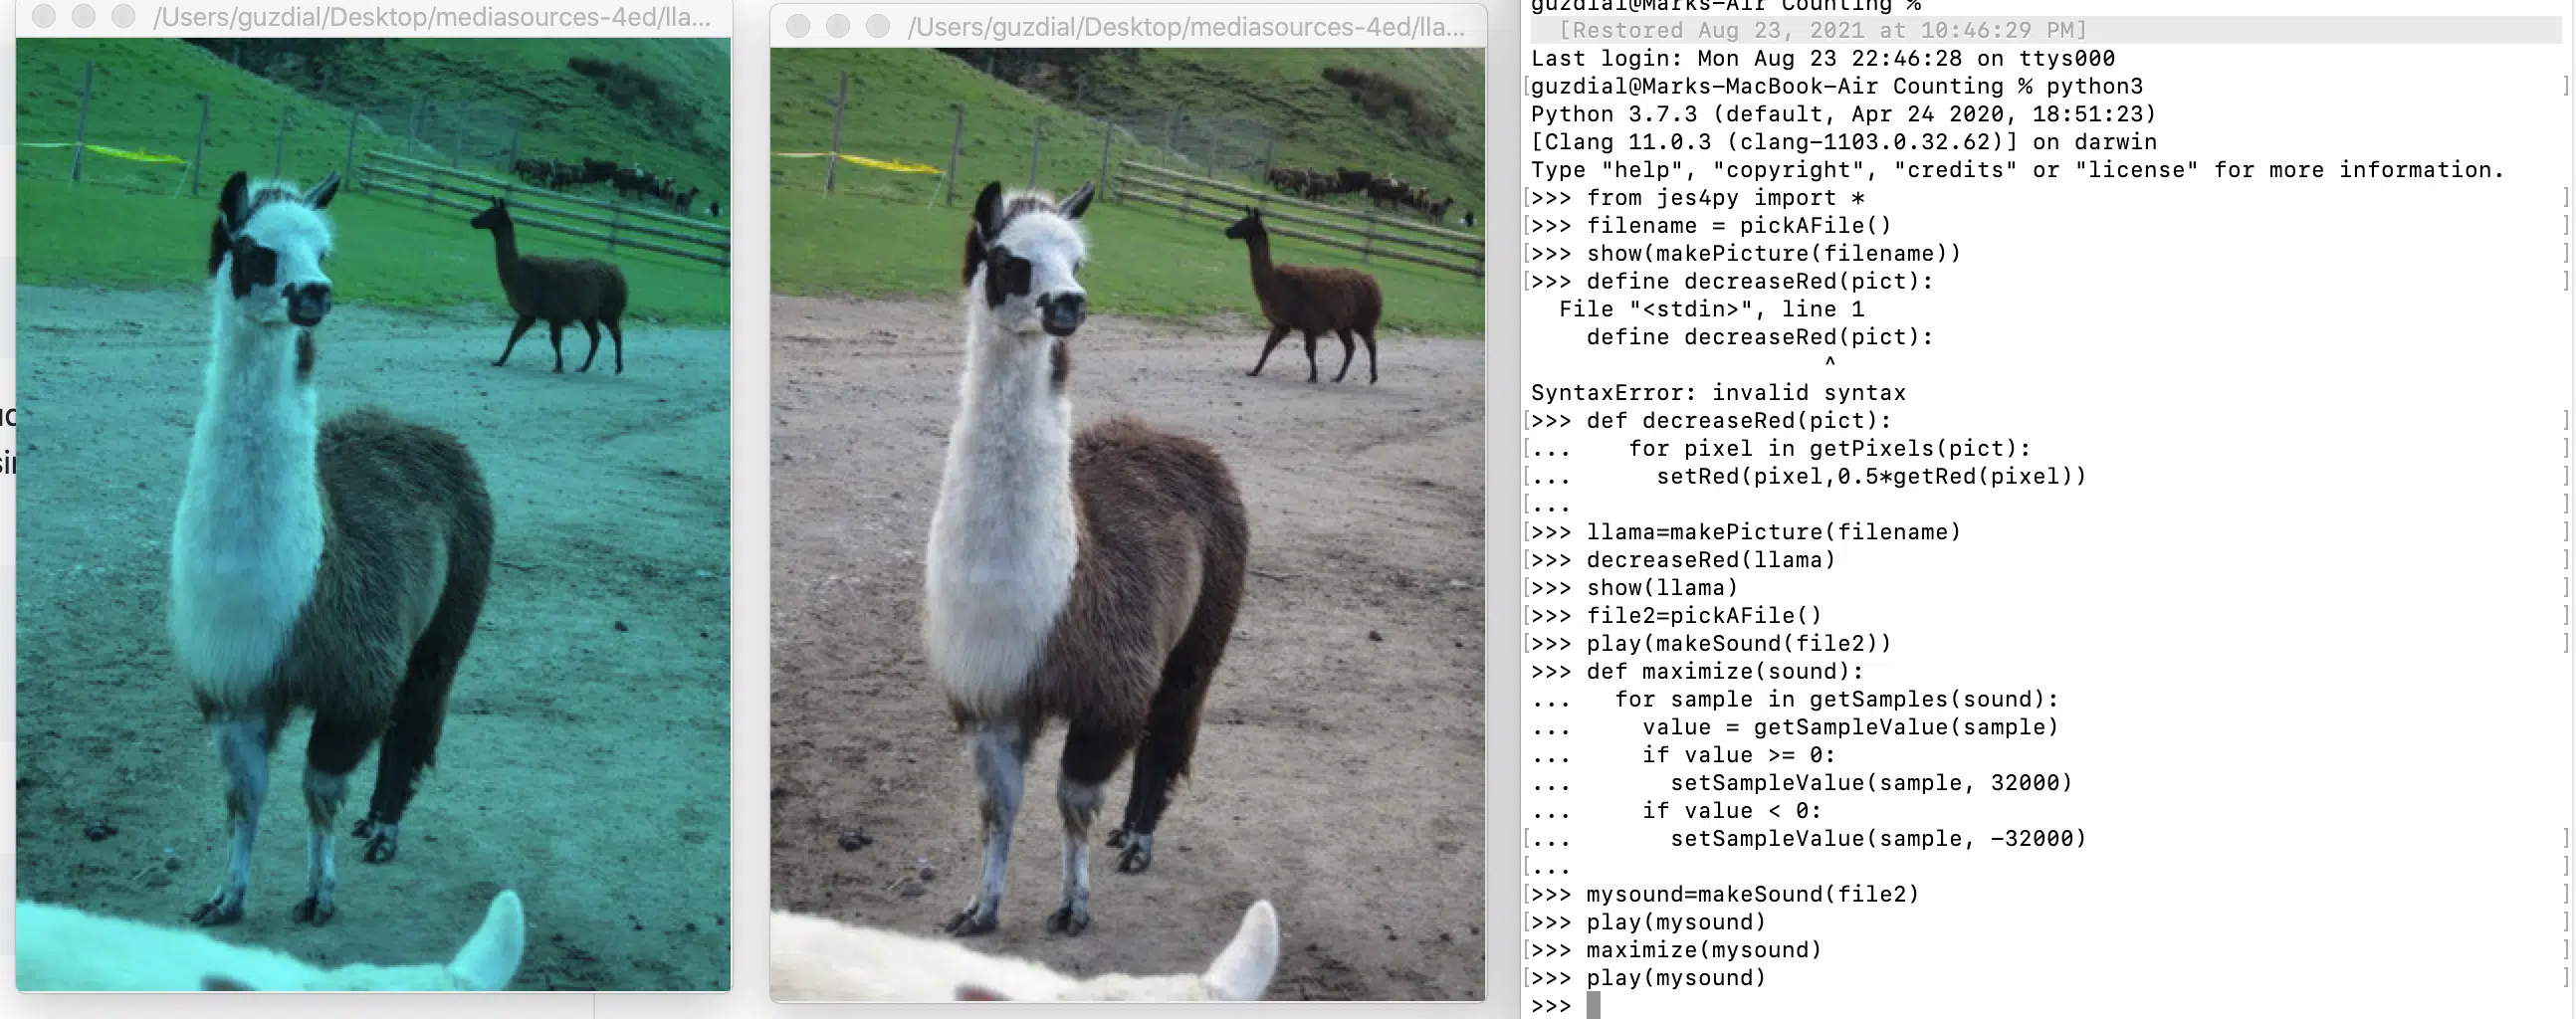 /Users/guzdial/Desktop/mediasources-4ed/lla...
/Users/guzdial/Desktop/mediasources-4ed/lla...
guzdial@Marks-Air Counting %
[Restored Aug 23, 2021 at 10:46:29 PM]
Last login: Mon Aug 23 22:46:28 on ttys000
[guzdial@Marks-MacBook-Air Counting % python3 ]
Python 3.7.3 (default, Apr 24 2020, 18:51:23)
[Clang 11.0.3 (clang-1103.0.32.62)] on darwin
Type "help", "copyright", "credits" or "license" for more information.
[>>> from jes4py import * ]
[>>> filename = pickAFile() ]
[>>> show(makePicture(filename)) ]
[>>> define decreaseRed(pict): ]
  File "<stdin>", line 1
    define decreaseRed(pict):
                     ^
SyntaxError: invalid syntax
[>>> def decreaseRed(pict): ]
[...    for pixel in getPixels(pict): ]
[...      setRed(pixel,0.5*getRed(pixel)) ]
[... ]
[>>> llama=makePicture(filename) ]
[>>> decreaseRed(llama) ]
[>>> show(llama) ]
[>>> file2=pickAFile() ]
[>>> play(makeSound(file2)) ]
>>> def maximize(sound):
...   for sample in getSamples(sound):
...     value = getSampleValue(sample)
...     if value >= 0:
...       setSampleValue(sample, 32000)
...     if value < 0:
[...       setSampleValue(sample, -32000) ]
[... ]
[>>> mysound=makeSound(file2) ]
[>>> play(mysound) ]
[>>> maximize(mysound) ]
[>>> play(mysound) ]
>>>